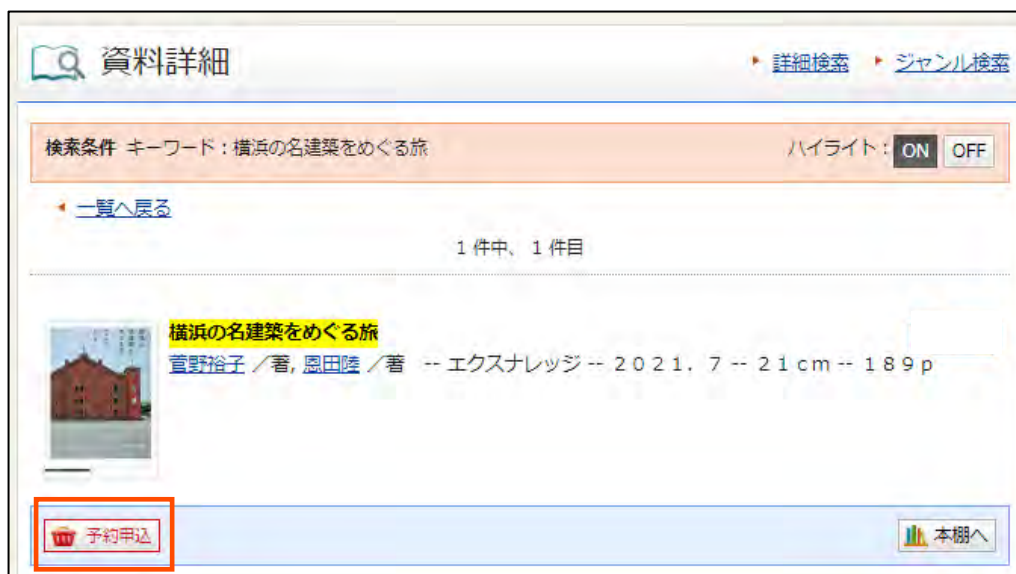 資料詳細
詳細検索 ジャンル検索
検索条件 キーワード：横浜の名建築をめぐる旅
ハイライト： ON OFF
一覧へ戻る
1 件中、 1 件目
横浜の名建築をめぐる旅
菅野裕子 ／著, 恩田陸 ／著 -- エクスナレッジ -- ２０２１．７ -- ２１ｃｍ -- １８９ｐ
予約申込
本棚へ